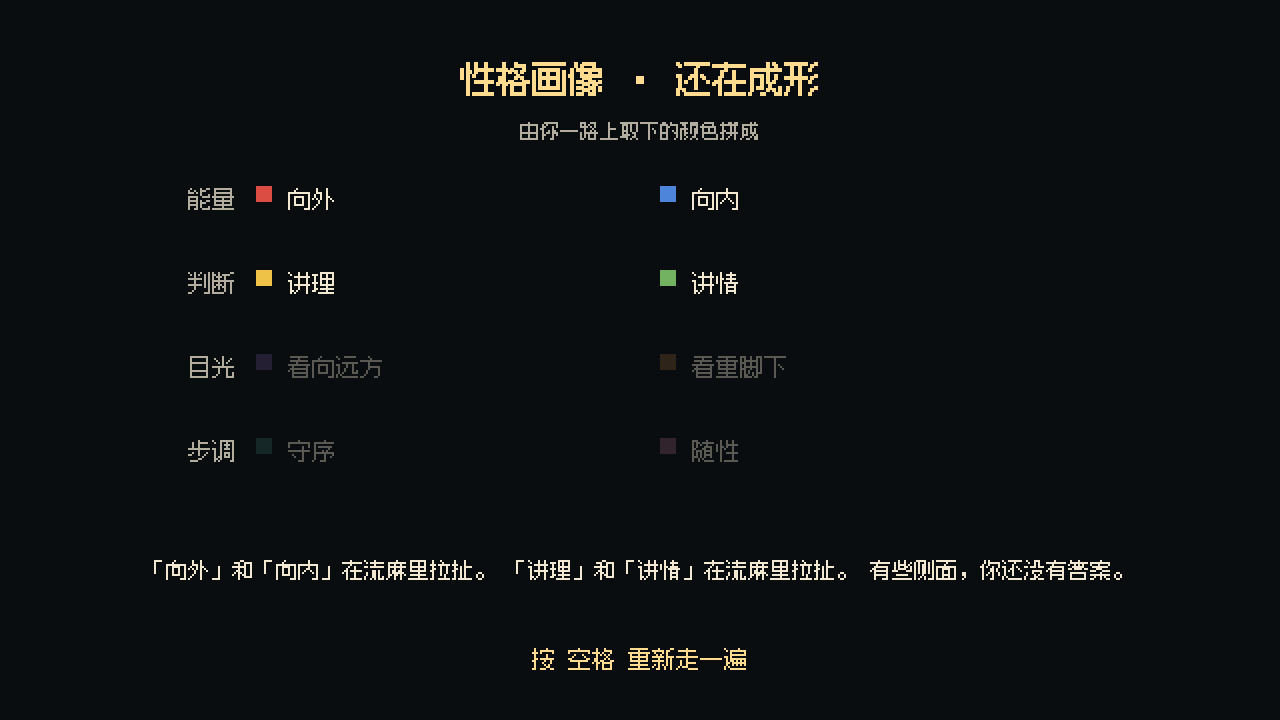 性格画像 · 还在成形
由你一路上取下的颜色拼成
能量 向外 向内
判断 讲理 讲情
目光 看向远方 看重脚下
步调 守序 随性
「向外」和「向内」在流麻里拉扯。 「讲理」和「讲情」在流麻里拉扯。 有些侧面，你还没有答案。
按 空格 重新走一遍